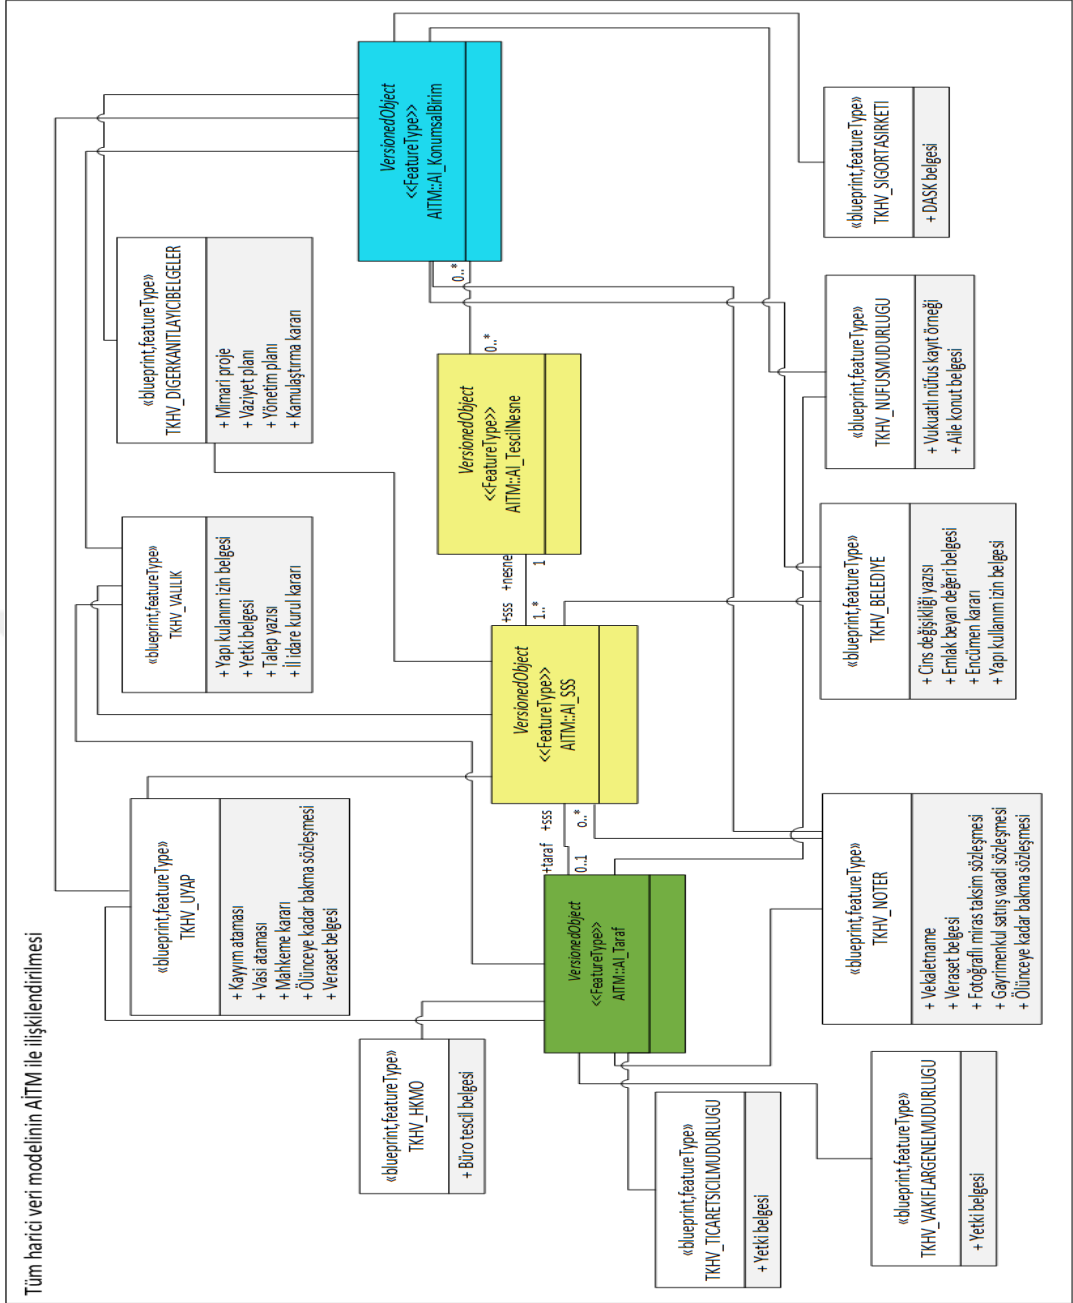 Tüm harici veri modelinin AİTM ile ilişkilendirilmesi
«blueprint,featureType»
TKHV_HKMO
+ Büro tescil belgesi
«blueprint,featureType»
TKHV_UYAP
+ Kayyım ataması
+ Vasi ataması
+ Mahkeme kararı
+ Ölünceye kadar bakma sözleşmesi
+ Veraset belgesi
«blueprint,featureType»
TKHV_VALILIK
+ Yapı kulanım izin belgesi
+ Yetki belgesi
+ Talep yazısı
+ İl idare kurul kararı
«blueprint,featureType»
TKHV_DIGERKANITLAYICIBELGELER
+ Mimari proje
+ Vaziyet planı
+ Yönetim planı
+ Kamulaştırma kararı
VersionedObject
<<FeatureType>>
AITM::AI_Taraf
+taraf
0..1
+sss
0..*
VersionedObject
<<FeatureType>>
AITM::AI_SSS
+sss
1..*
+nesne
1
VersionedObject
<<FeatureType>>
AITM::AI_TescilNesne
0..*
0..*
VersionedObject
<<FeatureType>>
AITM::AI_KonumsalBirim
«blueprint,featureType»
TKHV_TICARETSICILMUDURLUGU
+ Yetki belgesi
«blueprint,featureType»
TKHV_VAKIFLARGENELMUDURLUGU
+ Yetki belgesi
«blueprint,featureType»
TKHV_NOTER
+ Vekaletname
+ Veraset belgesi
+ Fotoğraflı miras taksim sözleşmesi
+ Gayrimenkul satıış vaadi sözleşmesi
+ Ölünceye kadar bakma sözleşmesi
«blueprint,featureType»
TKHV_BELEDIYE
+ Cins değişikliği yazısı
+ Emlak beyan değeri belgesi
+ Encümen kararı
+ Yapı kullanım izin belgesi
«blueprint,featureType»
TKHV_NUFUSMUDURLUGU
+ Vukuatlı nüfus kayıt örneği
+ Aile konut belgesi
«blueprint,featureType»
TKHV_SIGORTASIRKETI
+ DASK belgesi